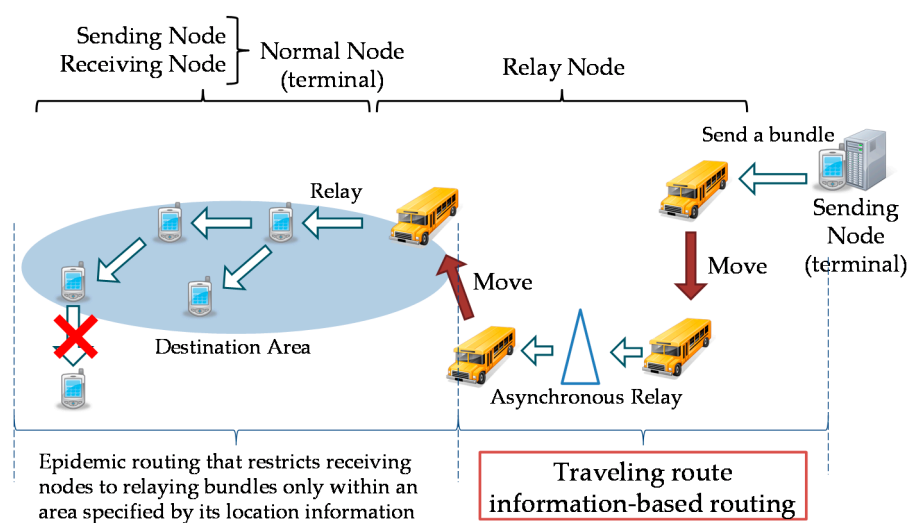 Sending Node
Receiving Node
Normal Node
(terminal)
Relay Node
Send a bundle
Relay
Sending
Node
(terminal)
Move
Move
Destination Area
Asynchronous Relay
Epidemic routing that restricts receiving
nodes to relaying bundles only within an
area specified by its location information
Traveling route
information-based routing